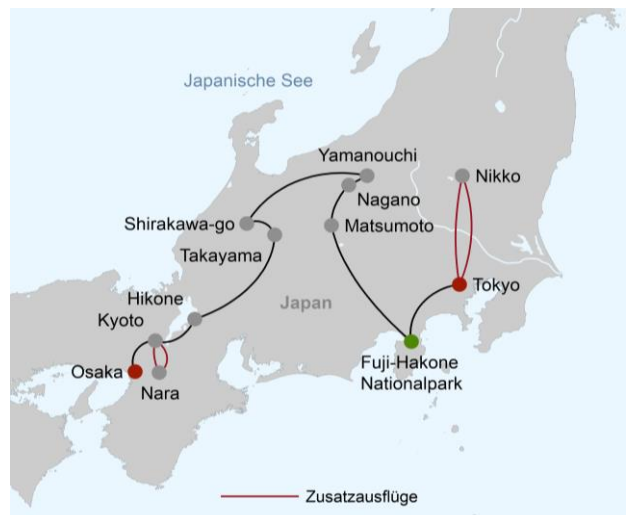 Japanische See
Yamanouchi
Nikko
Nagano
Shirakawa-go
Matsumoto
Takayama
Tokyo
Hikone
Japan
Kyoto
Fuji-Hakone
Nationalpark
Osaka
Nara
Zusatzausflüge